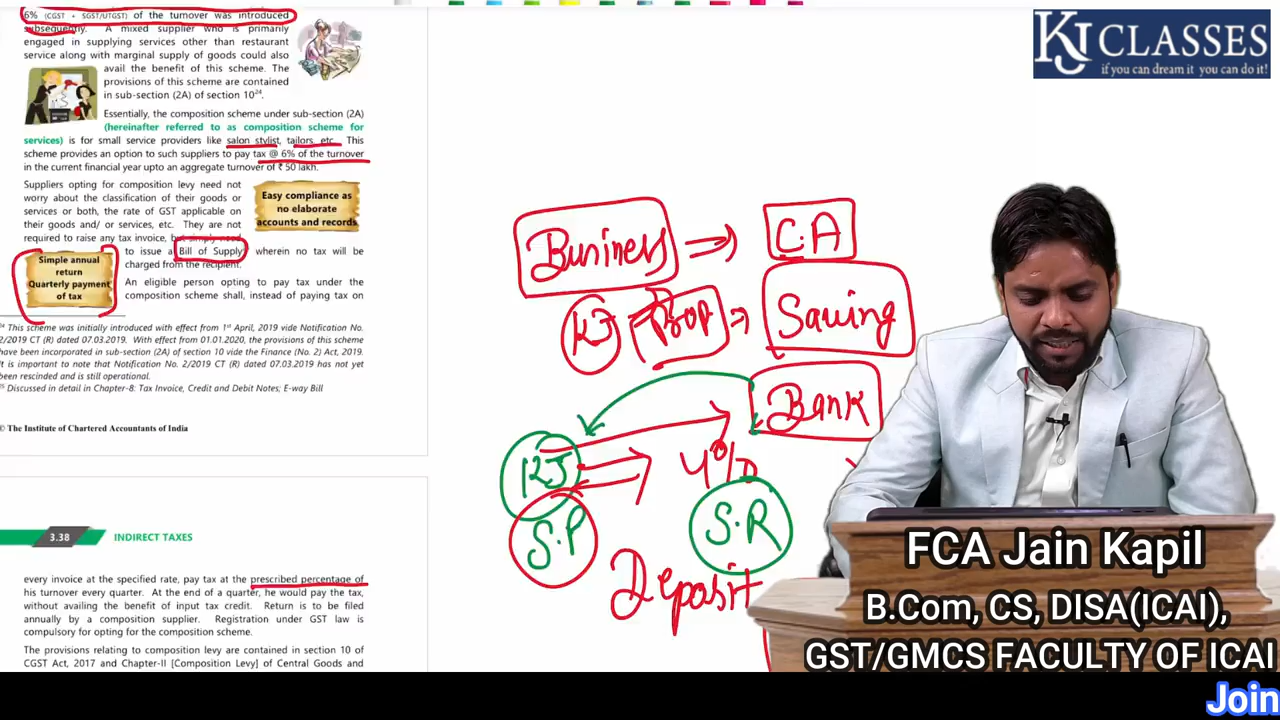 6% (CGST + SGST/UTGST) of the turnover was introduced
subsequently. A mixed supplier who is primarily
engaged in supplying services other than restaurant
service along with marginal supply of goods could also
avail the benefit of this scheme. The
provisions of this scheme are contained
in sub-section (2A) of section 10²⁴.
Essentially, the composition scheme under sub-section (2A)
(hereinafter referred to as composition scheme for
services) is for small service providers like salon stylist, tailors, etc. This
scheme provides an option to such suppliers to pay tax @ 6% of the turnover
in the current financial year upto an aggregate turnover of ₹ 50 lakh.
Suppliers opting for composition levy need not
worry about the classification of their goods or
services or both, the rate of GST applicable on
their goods and/ or services, etc. They are not
required to raise any tax invoice, but simply need
to issue a Bill of Supply wherein no tax will be
charged from the recipient.
Easy compliance as
no elaborate
accounts and records
Simple annual
return
Quarterly payment
of tax
An eligible person opting to pay tax under the
composition scheme shall, instead of paying tax on
²⁴ This scheme was initially introduced with effect from 1st April, 2019 vide Notification No.
2/2019 CT (R) dated 07.03.2019. With effect from 01.01.2020, the provisions of this scheme
have been incorporated in sub-section (2A) of section 10 vide the Finance (No. 2) Act, 2019.
It is important to note that Notification No. 2/2019 CT (R) dated 07.03.2019 has not yet
been rescinded and is still operational.
²⁵ Discussed in detail in Chapter-8: Tax Invoice, Credit and Debit Notes; E-way Bill
© The Institute of Chartered Accountants of India
3.38 INDIRECT TAXES
every invoice at the specified rate, pay tax at the prescribed percentage of
his turnover every quarter. At the end of a quarter, he would pay the tax,
without availing the benefit of input tax credit. Return is to be filed
annually by a composition supplier. Registration under GST law is
compulsory for opting for the composition scheme.
The provisions relating to composition levy are contained in section 10 of
CGST Act, 2017 and Chapter-II [Composition Levy] of Central Goods and
KJ CLASSES
if you can dream it you can do it!
Business ⇒ C.A
KJ Prop ⇒ Saving
Bank
KJ 4%
S.P S.R
Deposit
FCA Jain Kapil
B.Com, CS, DISA(ICAI),
GST/GMCS FACULTY OF ICAI
Join